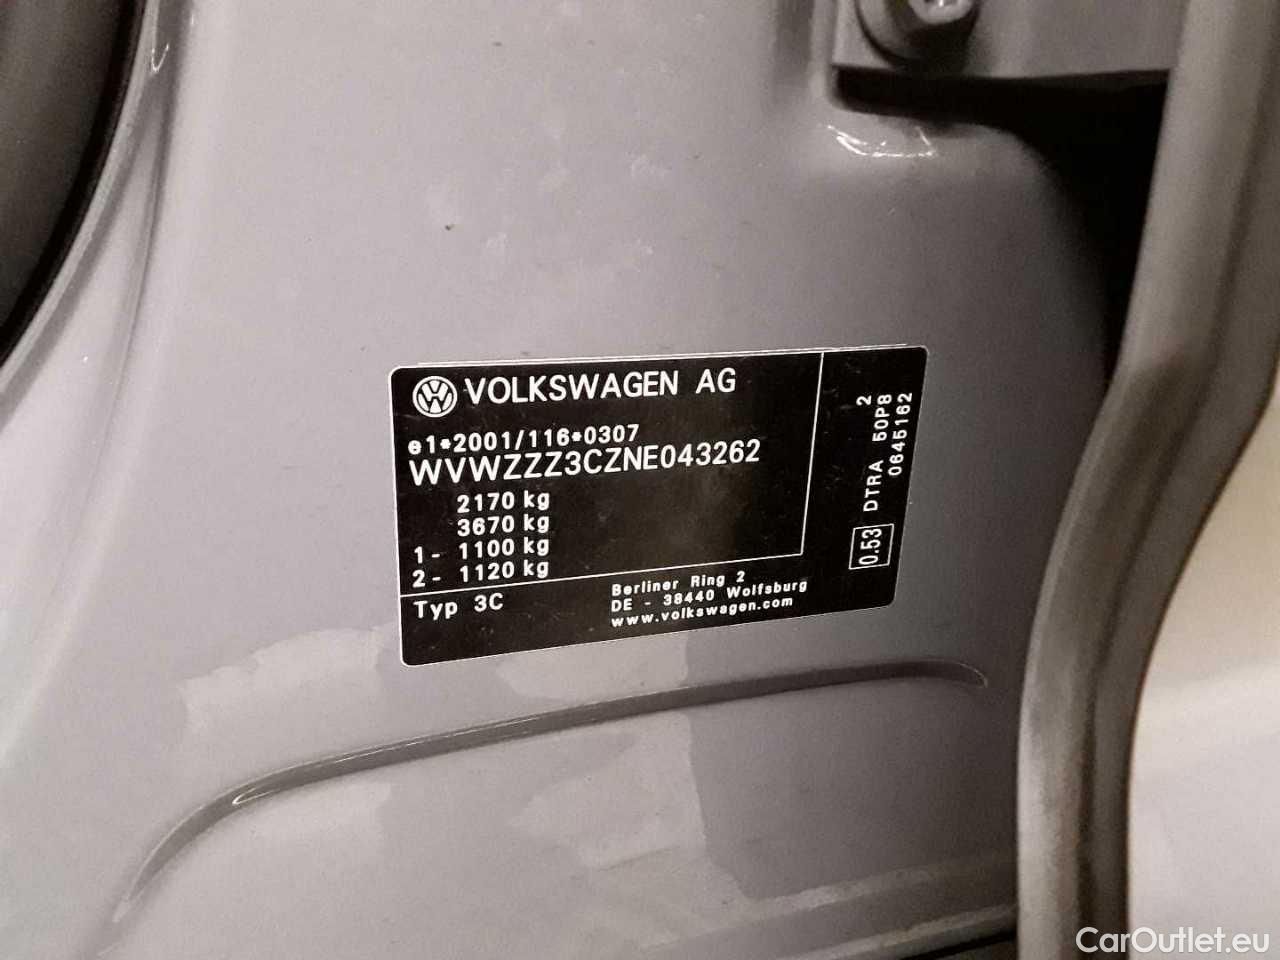 VOLKSWAGEN AG
e1*2001/116*0307
WVWZZZ3CZNE043262
2170 kg
3670 kg
1 - 1100 kg
2 - 1120 kg
Typ 3C
Berliner Ring 2
DE - 38440 Wolfsburg
www.volkswagen.com
2
0.53 DTRA 50P8
0645162
CarOutlet.eu